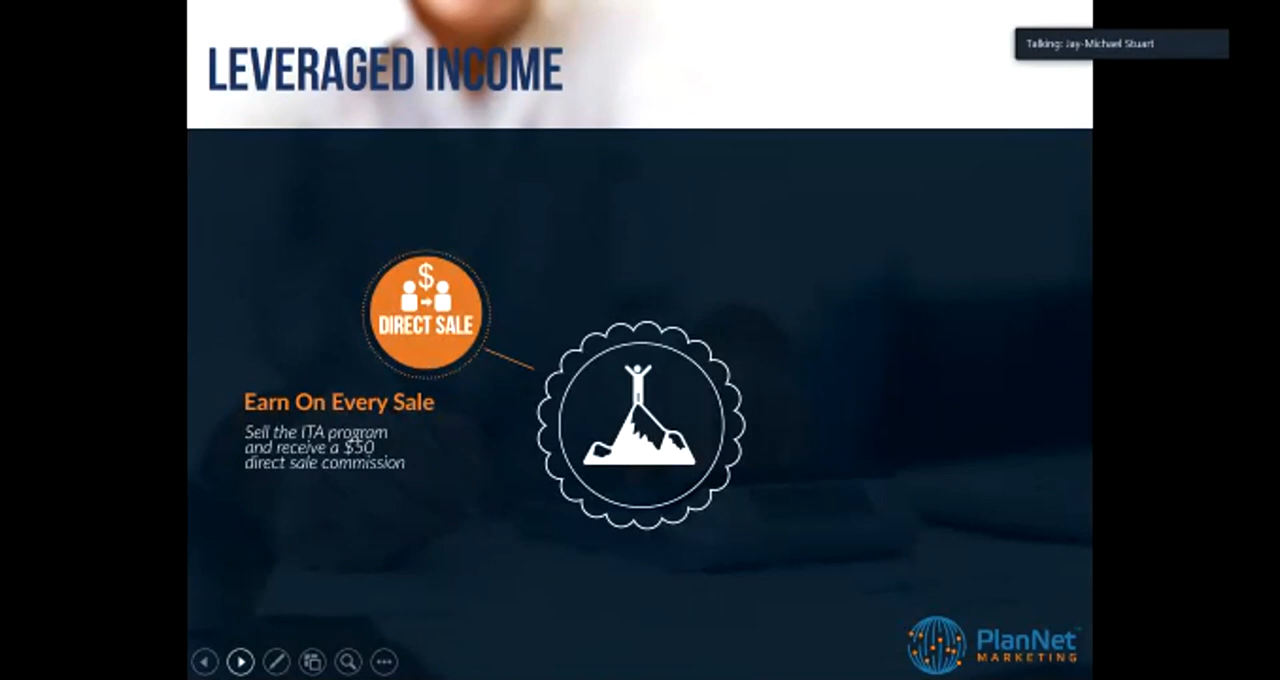 LEVERAGED INCOME
Talking: Jay-Michael Stuart
$
DIRECT SALE
Earn On Every Sale
Sell the ITA program
and receive a $50
direct sale commission
PlanNet™
MARKETING